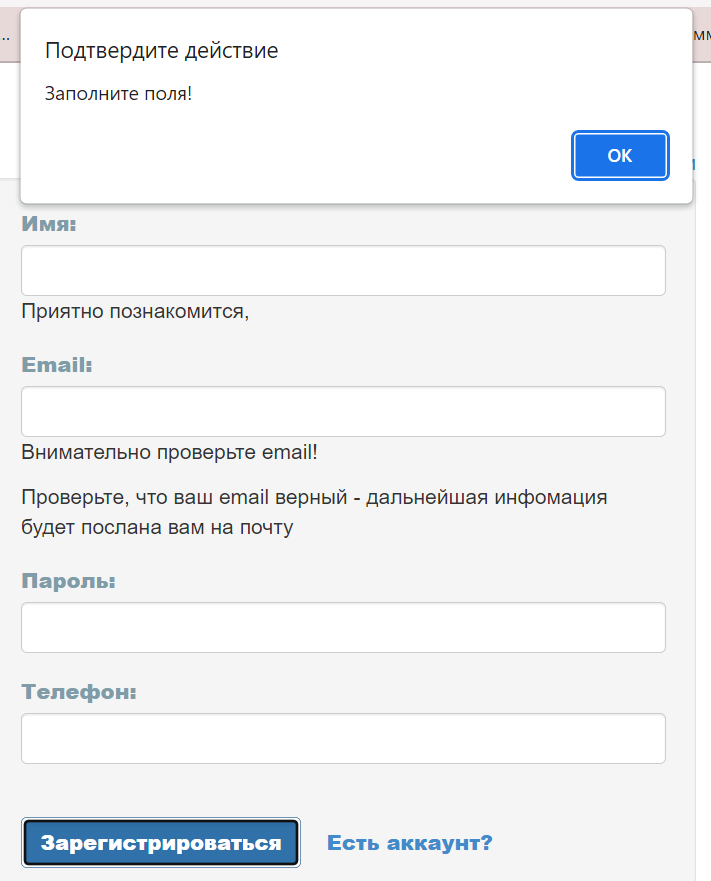 Подтвердите действие
Заполните поля!
OK
Имя:
Приятно познакомится,
Email:
Внимательно проверьте email!
Проверьте, что ваш email верный - дальнейшая инфомация
будет послана вам на почту
Пароль:
Телефон:
Зарегистрироваться Есть аккаунт?